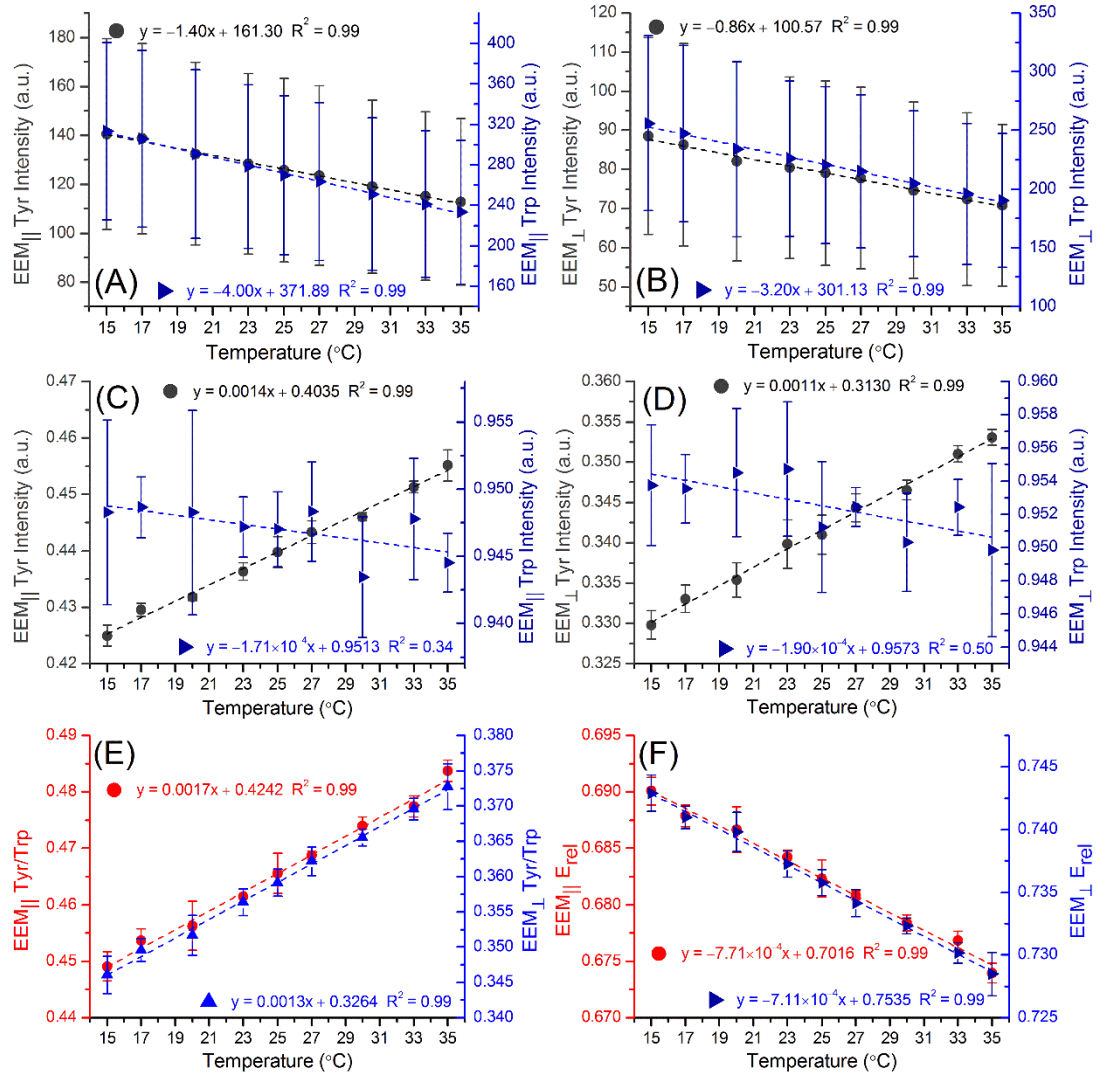 y = −1.40x + 161.30 R² = 0.99
180
160
140
120
100
80
EEM|| Tyr Intensity (a.u.)
400
360
320
280
240
200
160
EEM|| Trp Intensity (a.u.)
(A)
y = −4.00x + 371.89 R² = 0.99
15 17 19 21 23 25 27 29 31 33 35
Temperature (°C)
y = −0.86x + 100.57 R² = 0.99
120
110
100
90
80
70
60
50
EEM⊥ Tyr Intensity (a.u.)
350
300
250
200
150
100
EEM⊥ Trp Intensity (a.u.)
(B)
y = −3.20x + 301.13 R² = 0.99
15 17 19 21 23 25 27 29 31 33 35
Temperature (°C)
(C)
y = 0.0014x + 0.4035 R² = 0.99
0.47
0.46
0.45
0.44
0.43
0.42
EEM|| Tyr Intensity (a.u.)
0.955
0.950
0.945
0.940
EEM|| Trp Intensity (a.u.)
y = −1.71×10⁻⁴x + 0.9513 R² = 0.34
15 17 19 21 23 25 27 29 31 33 35
Temperature (°C)
(D)
y = 0.0011x + 0.3130 R² = 0.99
0.360
0.355
0.350
0.345
0.340
0.335
0.330
0.325
EEM⊥ Tyr Intensity (a.u.)
0.960
0.958
0.956
0.954
0.952
0.950
0.948
0.946
0.944
EEM⊥ Trp Intensity (a.u.)
y = −1.90×10⁻⁴x + 0.9573 R² = 0.50
15 17 19 21 23 25 27 29 31 33 35
Temperature (°C)
(E)
y = 0.0017x + 0.4242 R² = 0.99
0.49
0.48
0.47
0.46
0.45
0.44
EEM|| Tyr/Trp
0.380
0.375
0.370
0.365
0.360
0.355
0.350
0.345
0.340
EEM⊥ Tyr/Trp
y = 0.0013x + 0.3264 R² = 0.99
15 17 19 21 23 25 27 29 31 33 35
Temperature (°C)
(F)
0.695
0.690
0.685
0.680
0.675
0.670
EEM|| Erel
0.745
0.740
0.735
0.730
0.725
EEM⊥ Erel
y = −7.71×10⁻⁴x + 0.7016 R² = 0.99
y = −7.11×10⁻⁴x + 0.7535 R² = 0.99
15 17 19 21 23 25 27 29 31 33 35
Temperature (°C)